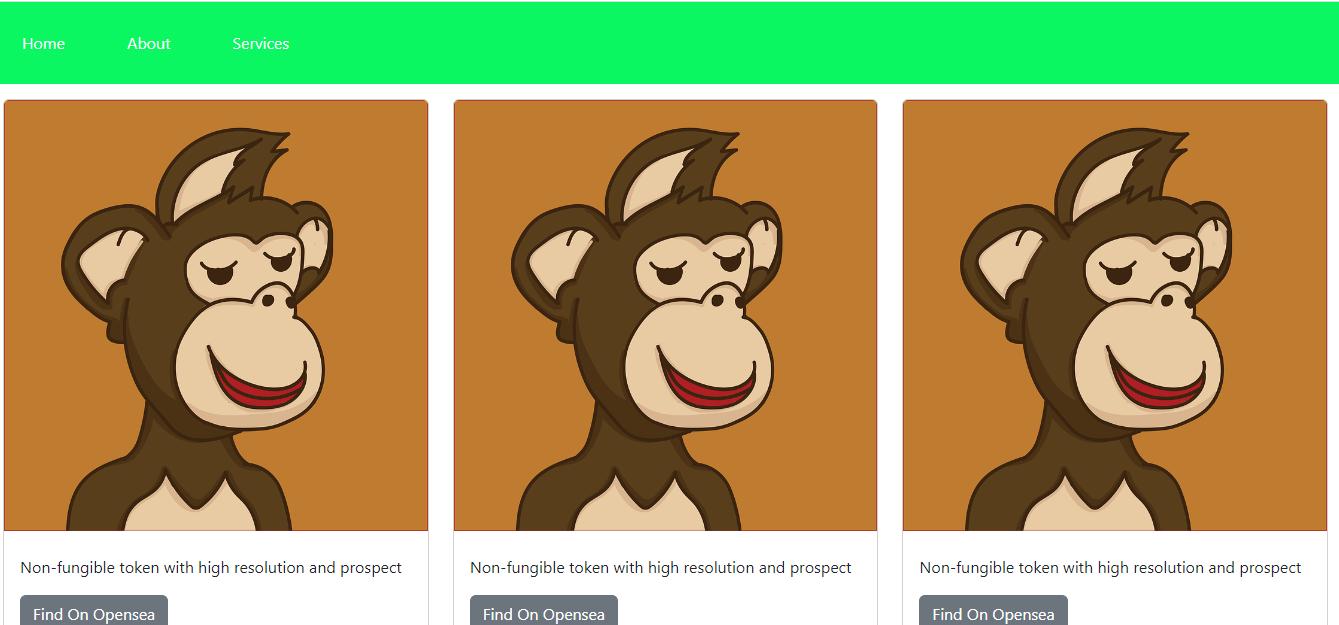 Home About Services
Non-fungible token with high resolution and prospect
Find On Opensea
Non-fungible token with high resolution and prospect
Find On Opensea
Non-fungible token with high resolution and prospect
Find On Opensea